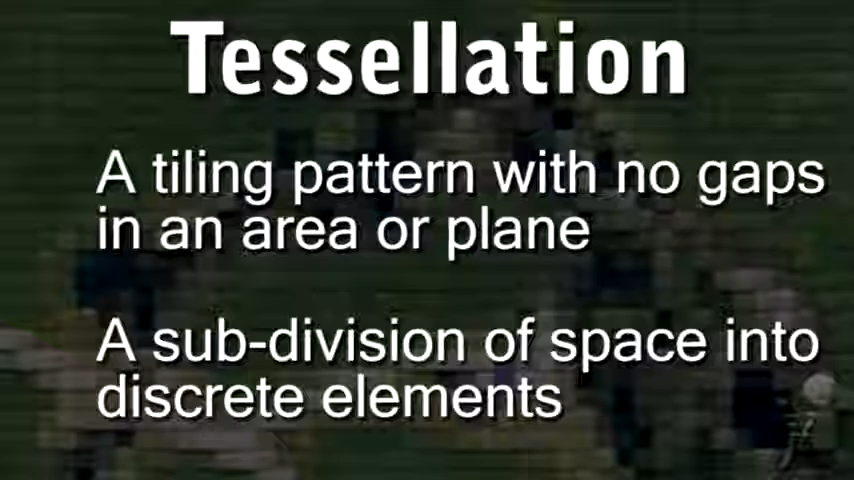 Tessellation
A tiling pattern with no gaps
in an area or plane
A sub-division of space into
discrete elements